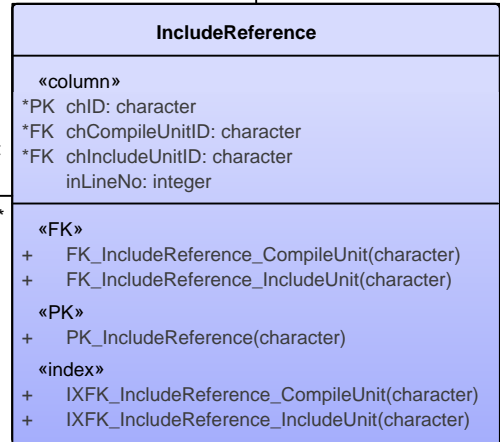 IncludeReference
«column»
*PK chID: character
*FK chCompileUnitID: character
*FK chIncludeUnitID: character
inLineNo: integer
*
«FK»
+ FK_IncludeReference_CompileUnit(character)
+ FK_IncludeReference_IncludeUnit(character)
«PK»
+ PK_IncludeReference(character)
«index»
+ IXFK_IncludeReference_CompileUnit(character)
+ IXFK_IncludeReference_IncludeUnit(character)